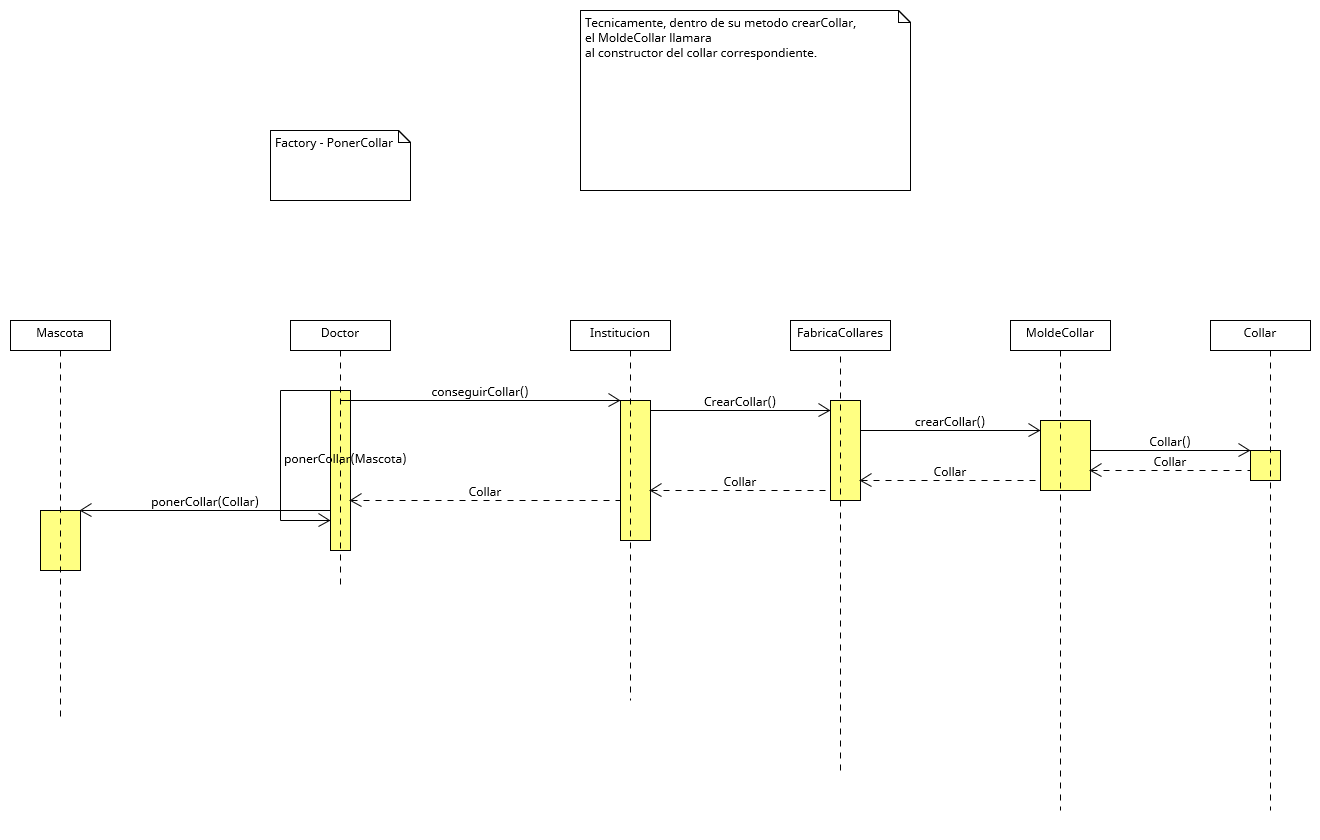 Tecnicamente, dentro de su metodo crearCollar,
el MoldeCollar llamara
al constructor del collar correspondiente.
Factory - PonerCollar
Mascota
Doctor
Institucion
FabricaCollares
MoldeCollar
Collar
conseguirCollar()
CrearCollar()
crearCollar()
Collar()
ponerCollar(Mascota)
Collar
Collar
Collar
Collar
ponerCollar(Collar)